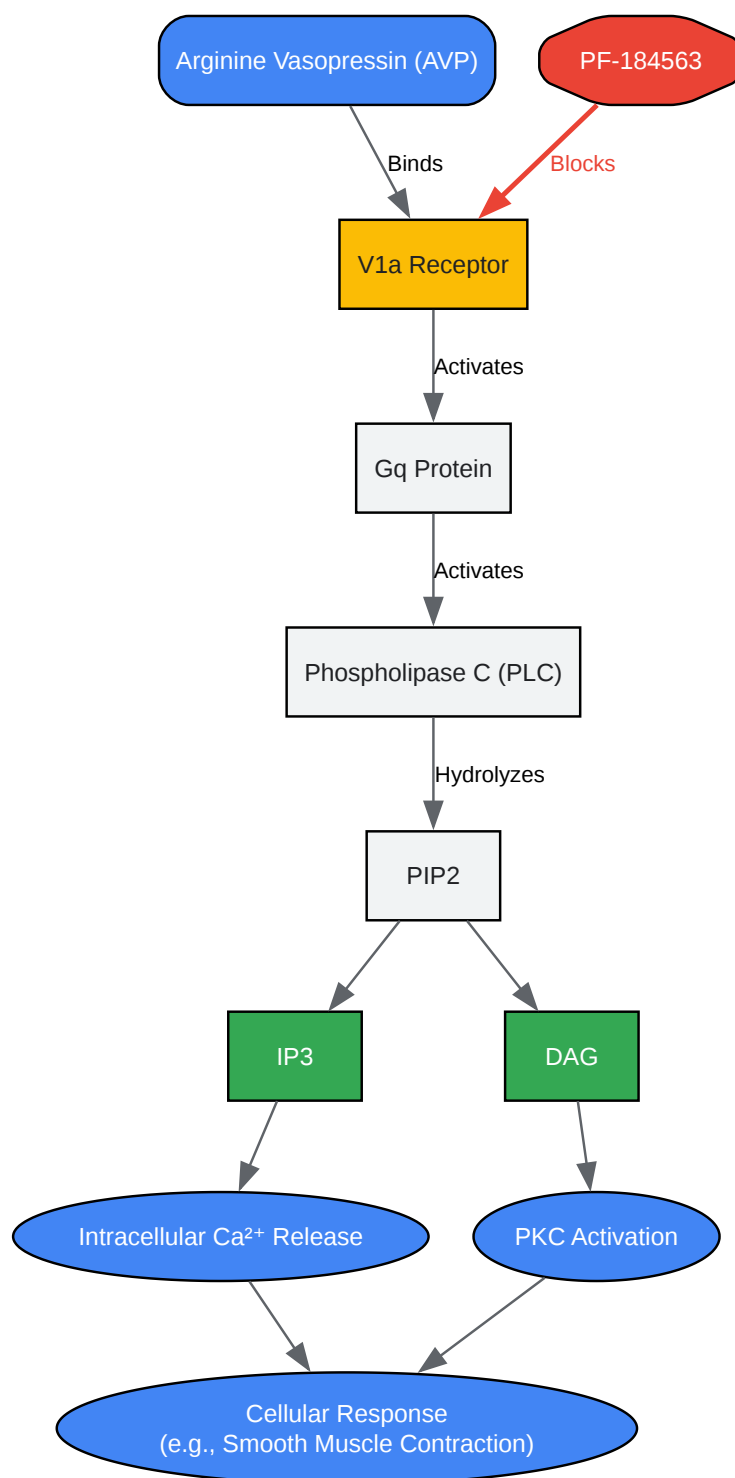 Arginine Vasopressin (AVP)
PF-184563
Binds
Blocks
V1a Receptor
Activates
Gq Protein
Activates
Phospholipase C (PLC)
Hydrolyzes
PIP2
IP3
DAG
Intracellular Ca²⁺ Release
PKC Activation
Cellular Response
(e.g., Smooth Muscle Contraction)